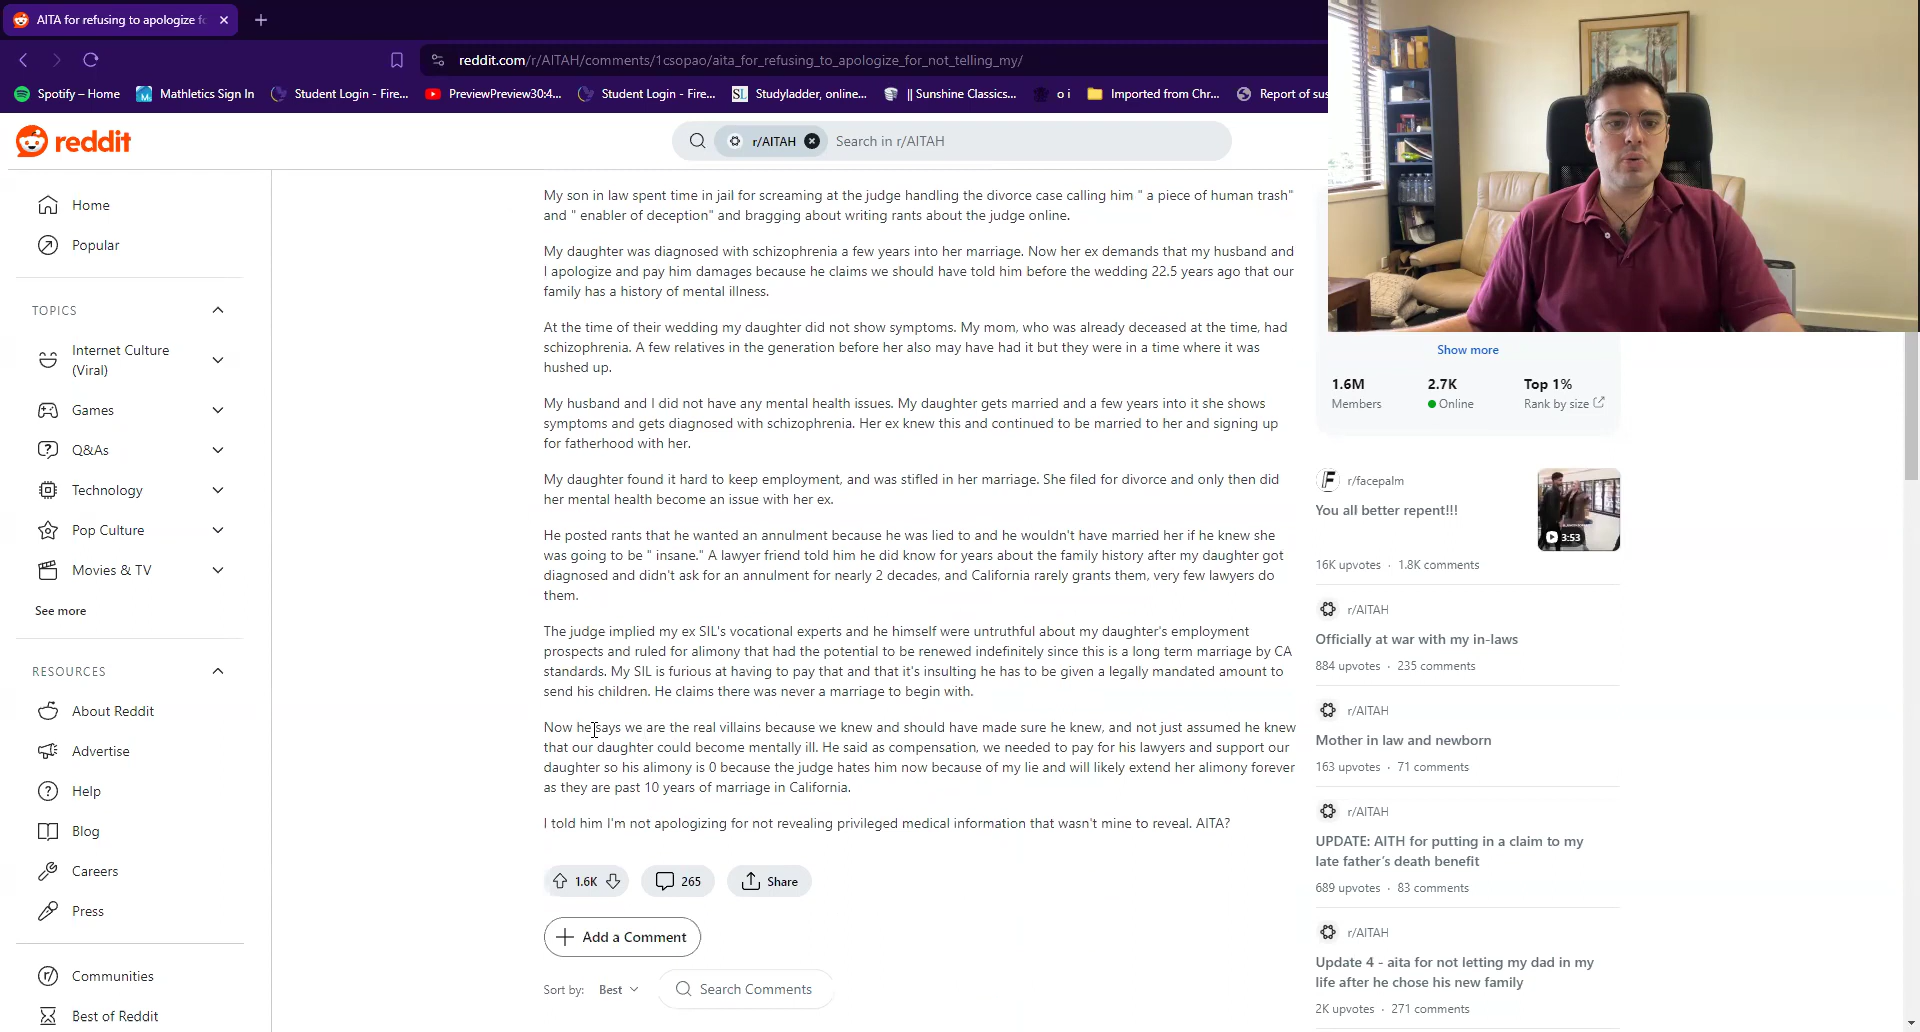 AITA for refusing to apologize fo
reddit.com/r/AITAH/comments/1csopao/aita_for_refusing_to_apologize_for_not_telling_my/
Spotify – Home
Mathletics Sign In
Student Login - Fire...
PreviewPreview30:4...
Student Login - Fire...
SL
Studyladder, online...
|| Sunshine Classics...
o i
Imported from Chr...
Report of sus
reddit
r/AITAH
Search in r/AITAH
Home
Popular
TOPICS
Internet Culture
(Viral)
Games
Q&As
Technology
Pop Culture
Movies & TV
See more
RESOURCES
About Reddit
Advertise
Help
Blog
Careers
Press
Communities
Best of Reddit
My son in law spent time in jail for screaming at the judge handling the divorce case calling him " a piece of human trash"
and " enabler of deception" and bragging about writing rants about the judge online.
My daughter was diagnosed with schizophrenia a few years into her marriage. Now her ex demands that my husband and
I apologize and pay him damages because he claims we should have told him before the wedding 22.5 years ago that our
family has a history of mental illness.
At the time of their wedding my daughter did not show symptoms. My mom, who was already deceased at the time, had
schizophrenia. A few relatives in the generation before her also may have had it but they were in a time where it was
hushed up.
My husband and I did not have any mental health issues. My daughter gets married and a few years into it she shows
symptoms and gets diagnosed with schizophrenia. Her ex knew this and continued to be married to her and signing up
for fatherhood with her.
My daughter found it hard to keep employment, and was stifled in her marriage. She filed for divorce and only then did
her mental health become an issue with her ex.
He posted rants that he wanted an annulment because he was lied to and he wouldn't have married her if he knew she
was going to be " insane." A lawyer friend told him he did know for years about the family history after my daughter got
diagnosed and didn't ask for an annulment for nearly 2 decades, and California rarely grants them, very few lawyers do
them.
The judge implied my ex SIL's vocational experts and he himself were untruthful about my daughter's employment
prospects and ruled for alimony that had the potential to be renewed indefinitely since this is a long term marriage by CA
standards. My SIL is furious at having to pay that and that it's insulting he has to be given a legally mandated amount to
send his children. He claims there was never a marriage to begin with.
Now he says we are the real villains because we knew and should have made sure he knew, and not just assumed he knew
that our daughter could become mentally ill. He said as compensation, we needed to pay for his lawyers and support our
daughter so his alimony is 0 because the judge hates him now because of my lie and will likely extend her alimony forever
as they are past 10 years of marriage in California.
I told him I'm not apologizing for not revealing privileged medical information that wasn't mine to reveal. AITA?
1.6K
265
Share
Add a Comment
Sort by: Best
Search Comments
Show more
1.6M
2.7K
Top 1%
Members
Online
Rank by size
r/facepalm
You all better repent!!!
3:53
16K upvotes · 1.8K comments
r/AITAH
Officially at war with my in-laws
884 upvotes · 235 comments
r/AITAH
Mother in law and newborn
163 upvotes · 71 comments
r/AITAH
UPDATE: AITH for putting in a claim to my
late father's death benefit
689 upvotes · 83 comments
r/AITAH
Update 4 - aita for not letting my dad in my
life after he chose his new family
2K upvotes · 271 comments